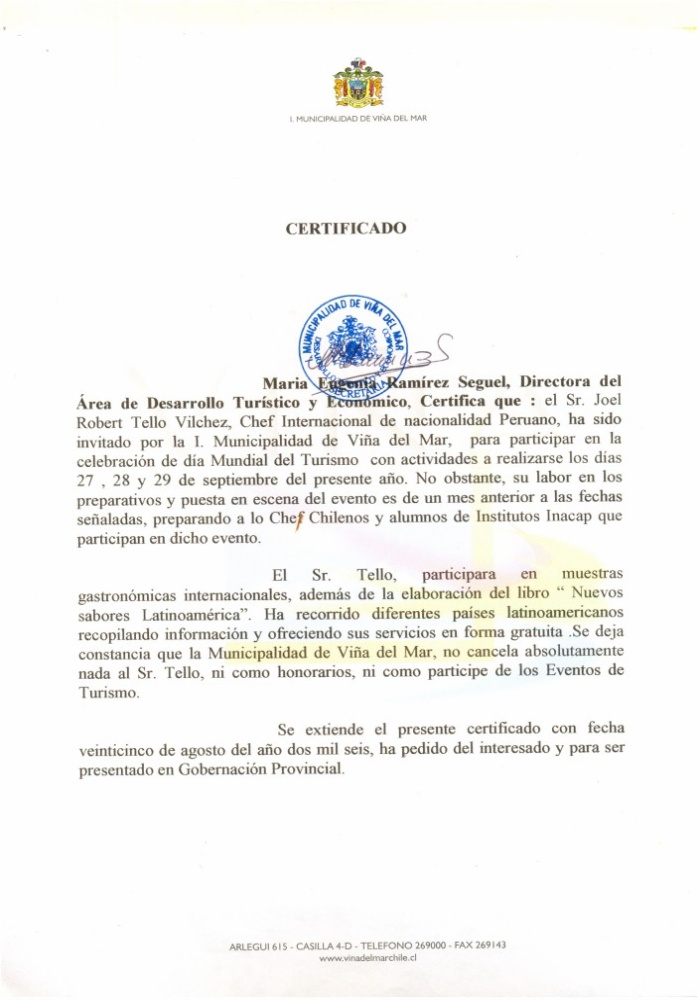 I. MUNICIPALIDAD DE VIÑA DEL MAR
CERTIFICADO
I. MUNICIPALIDAD DE VIÑA DEL MAR
SECRETARIA
Maria Eugenia Ramírez Seguel, Directora del
Área de Desarrollo Turístico y Económico, Certifica que : el Sr. Joel
Robert Tello Vilchez, Chef Internacional de nacionalidad Peruano, ha sido
invitado por la I. Municipalidad de Viña del Mar, para participar en la
celebración de día Mundial del Turismo con actividades a realizarse los días
27 , 28 y 29 de septiembre del presente año. No obstante, su labor en los
preparativos y puesta en escena del evento es de un mes anterior a las fechas
señaladas, preparando a lo Chef Chilenos y alumnos de Institutos Inacap que
participan en dicho evento.
El Sr. Tello, participara en muestras
gastronómicas internacionales, además de la elaboración del libro “ Nuevos
sabores Latinoamérica”. Ha recorrido diferentes países latinoamericanos
recopilando información y ofreciendo sus servicios en forma gratuita .Se deja
constancia que la Municipalidad de Viña del Mar, no cancela absolutamente
nada al Sr. Tello, ni como honorarios, ni como participe de los Eventos de
Turismo.
Se extiende el presente certificado con fecha
veinticinco de agosto del año dos mil seis, ha pedido del interesado y para ser
presentado en Gobernación Provincial.
ARLEGUI 615 - CASILLA 4-D - TELEFONO 269000 - FAX 269143
www.vinadelmarchile.cl